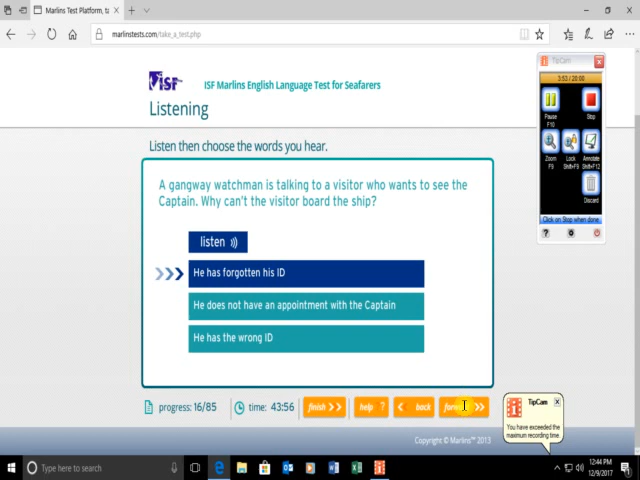 Marlins Test Platform, ta
marlinstests.com/take_a_test.php
TipCam
3:53 / 20:00
Pause
F10
Stop
Zoom
F9
Lock
Shift+F9
Annotate
Shift+F12
Discard
Click on Stop when done.
ISF
ISF Marlins English Language Test for Seafarers
Listening
Listen then choose the words you hear.
A gangway watchman is talking to a visitor who wants to see the
Captain. Why can't the visitor board the ship?
listen
He has forgotten his ID
He does not have an appointment with the Captain
He has the wrong ID
progress: 16/85
time: 43:56
finish
help ?
back
TipCam
You have exceeded the
maximum recording time.
Copyright © Marlins™ 2013
Type here to search
12:44 PM
12/9/2017